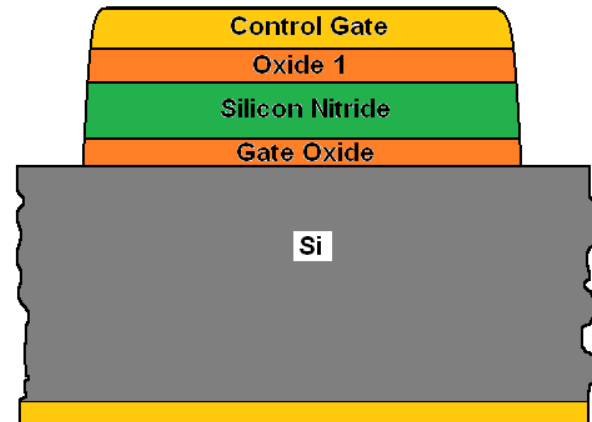 Control Gate
Oxide 1
Silicon Nitride
Gate Oxide
Si